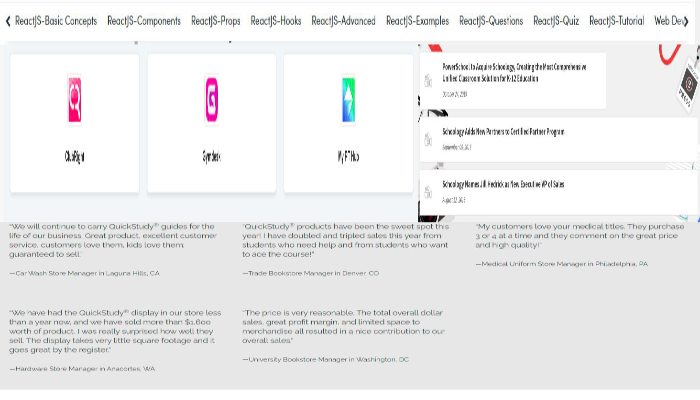 ReactJS-Basic Concepts ReactJS-Components ReactJS-Props ReactJS-Hooks ReactJS-Advanced ReactJS-Examples ReactJS-Questions ReactJS-Quiz ReactJS-Tutorial Web Dev
ClubRight
Gymdesk
My PT Hub
PowerSchool to Acquire Schoology, Creating the Most Comprehensive
Unified Classroom Solution for K-12 Education
Schoology Adds New Partners to Certified Partner Program
Schoology Names Jill Hedrick as New Executive VP of Sales
"We will continue to carry QuickStudy® guides for the
life of our business. Great product, excellent customer
service, customers love them, kids love them,
guaranteed to sell."
—Car Wash Store Manager in Laguna Hills, CA
"QuickStudy® products have been the sweet spot this
year! I have doubled and tripled sales this year from
students who need help and from students who want
to ace the course!"
—Trade Bookstore Manager in Denver, CO
"My customers love your medical titles. They purchase
3 or 4 at a time and they comment on the great price
and high quality!"
—Medical Uniform Store Manager in Philadelphia, PA
"We have had the QuickStudy® display in our store less
than a year now, and we have sold more than $1,600
worth of product. I was really surprised how well they
sell. The display takes very little square footage and it
goes great by the register."
—Hardware Store Manager in Anacortes, WA
"The price is very reasonable. The total overall dollar
sales, great profit margin, and limited space to
merchandise all resulted in a nice contribution to our
overall sales."
—University Bookstore Manager in Washington, DC